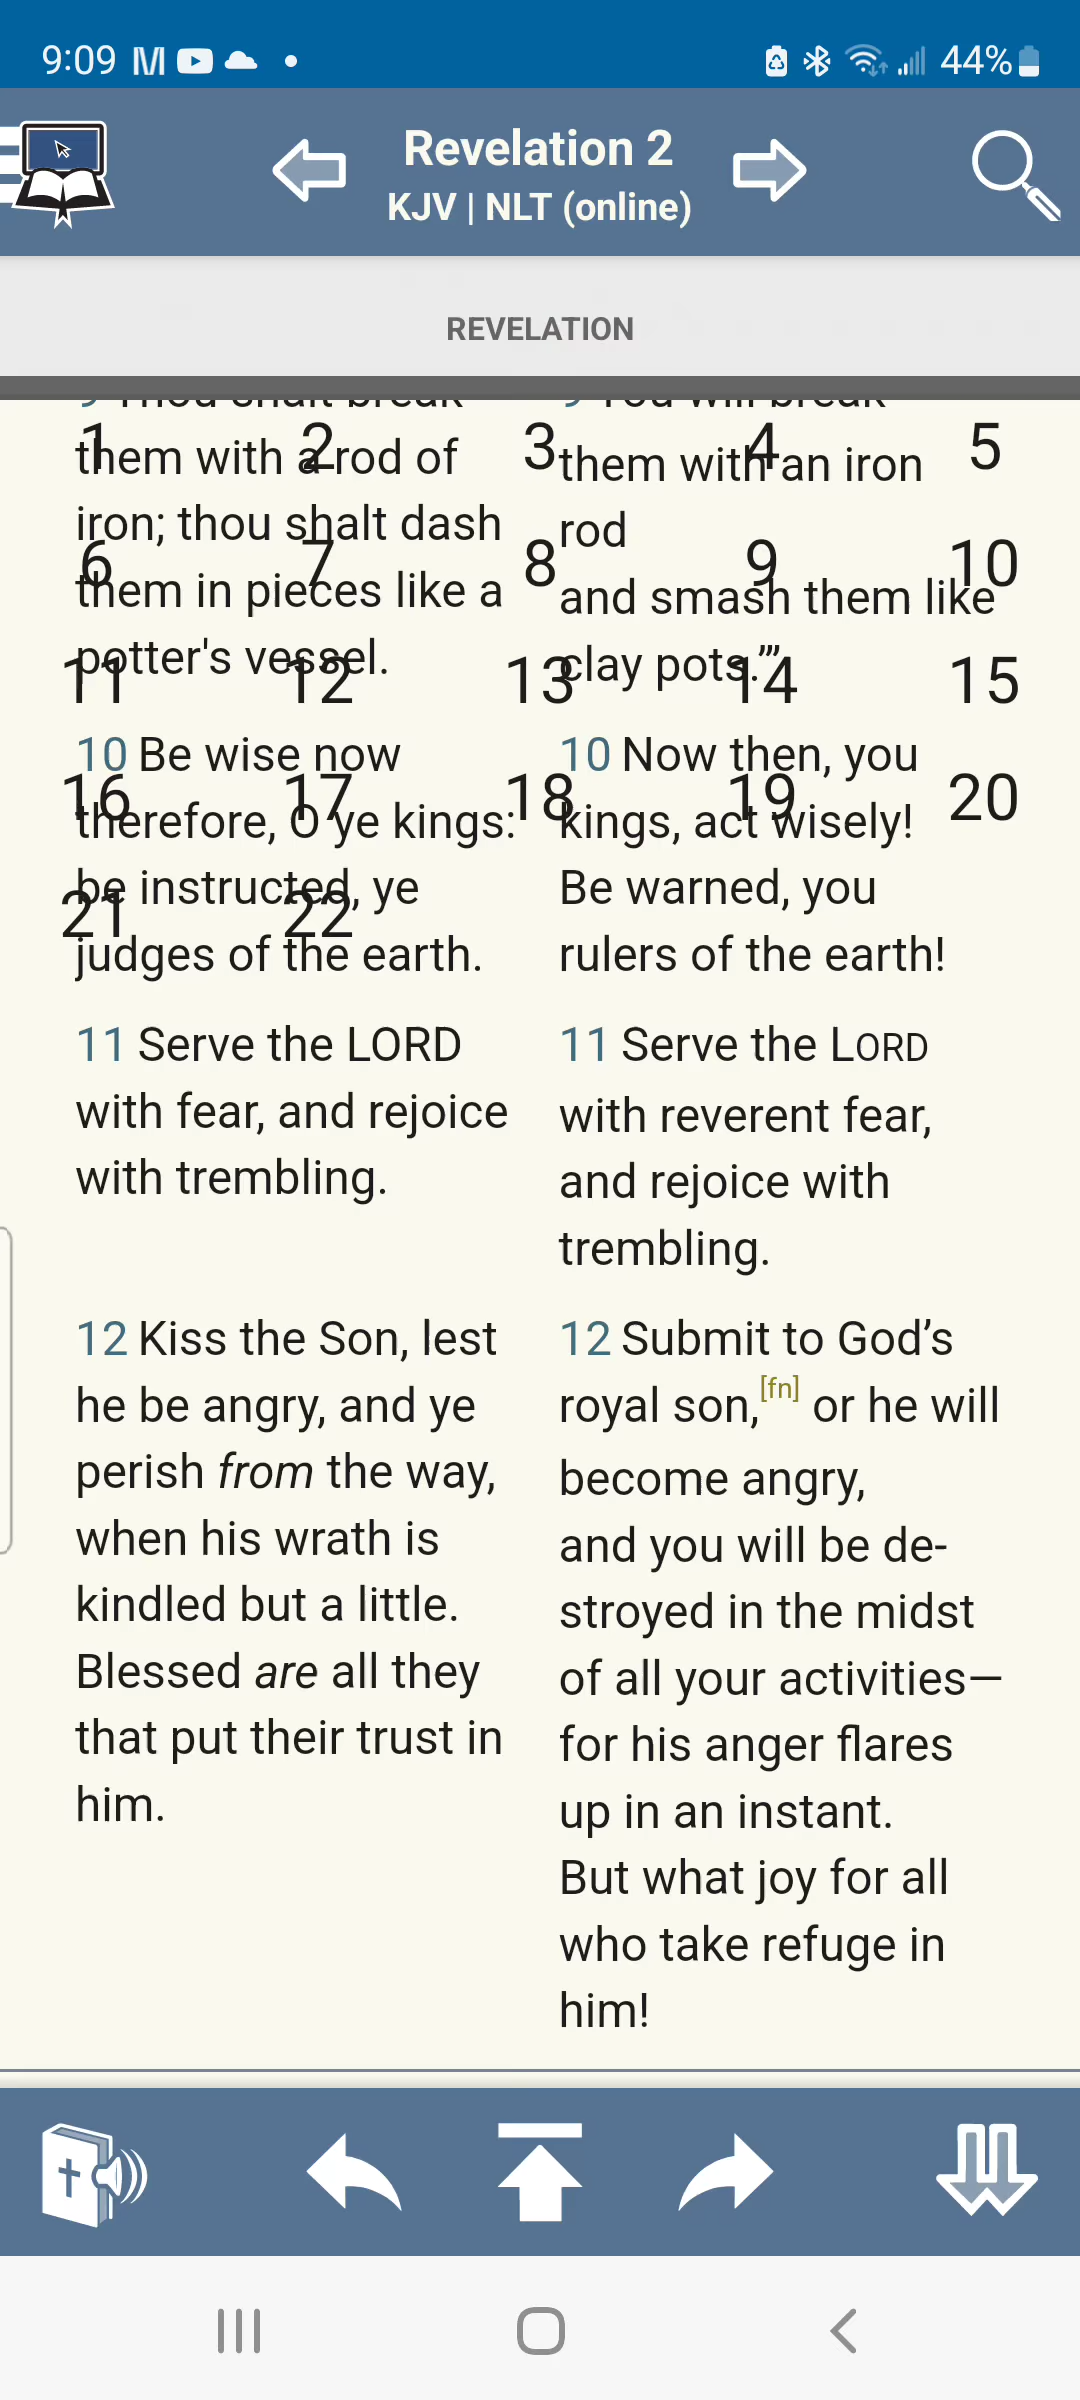 9:09
44%
Revelation 2
KJV | NLT (online)
REVELATION
1 2 3 4 5
6 7 8 9 10
11 12 13 14 15
16 17 18 19 20
21 22
9 Thou shalt break
them with a rod of
iron; thou shalt dash
them in pieces like a
potter's vessel.
10 Be wise now
therefore, O ye kings:
be instructed, ye
judges of the earth.
11 Serve the LORD
with fear, and rejoice
with trembling.
12 Kiss the Son, lest
he be angry, and ye
perish from the way,
when his wrath is
kindled but a little.
Blessed are all they
that put their trust in
him.
9 You will break
them with an iron
rod
and smash them like
clay pots.’”
10 Now then, you
kings, act wisely!
Be warned, you
rulers of the earth!
11 Serve the LORD
with reverent fear,
and rejoice with
trembling.
12 Submit to God’s
royal son,[fn] or he will
become angry,
and you will be de-
stroyed in the midst
of all your activities—
for his anger flares
up in an instant.
But what joy for all
who take refuge in
him!